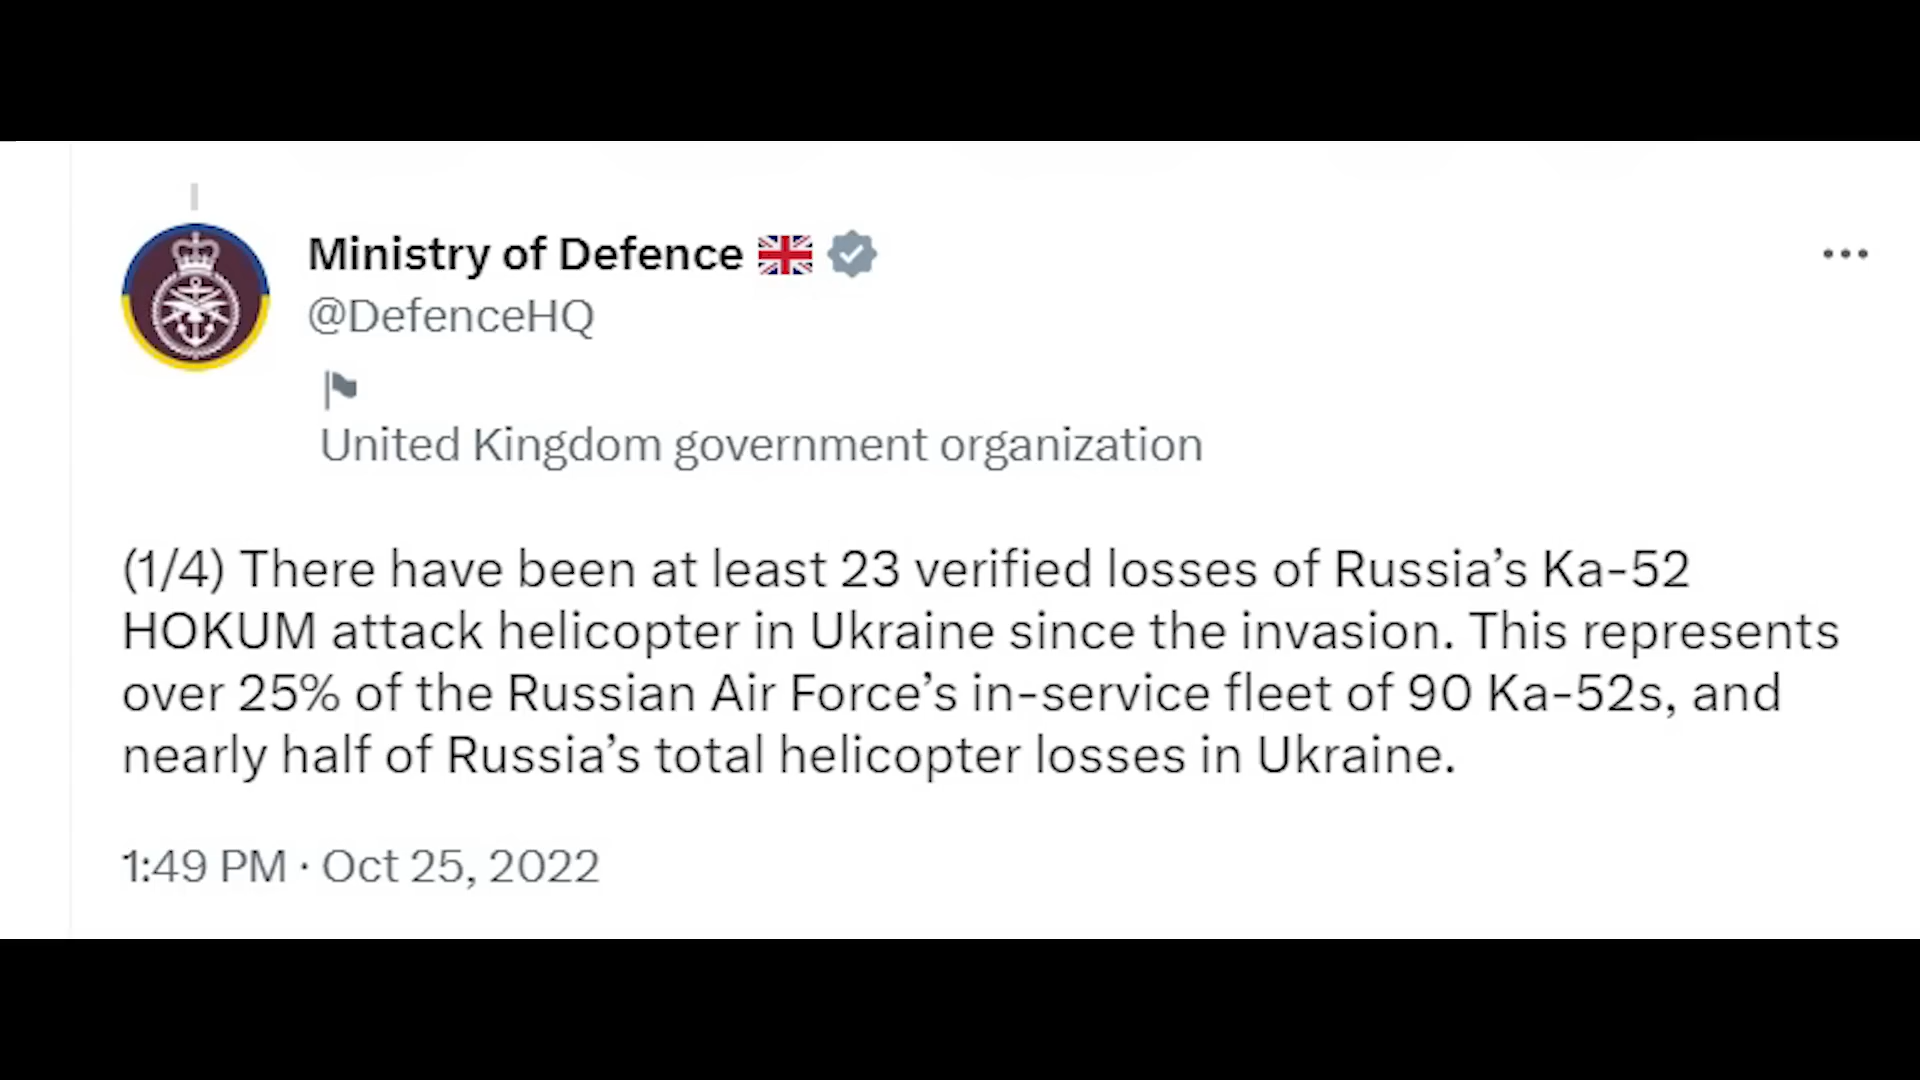 Ministry of Defence 🇬🇧
@DefenceHQ
United Kingdom government organization
(1/4) There have been at least 23 verified losses of Russia’s Ka-52
HOKUM attack helicopter in Ukraine since the invasion. This represents
over 25% of the Russian Air Force’s in-service fleet of 90 Ka-52s, and
nearly half of Russia’s total helicopter losses in Ukraine.
1:49 PM · Oct 25, 2022